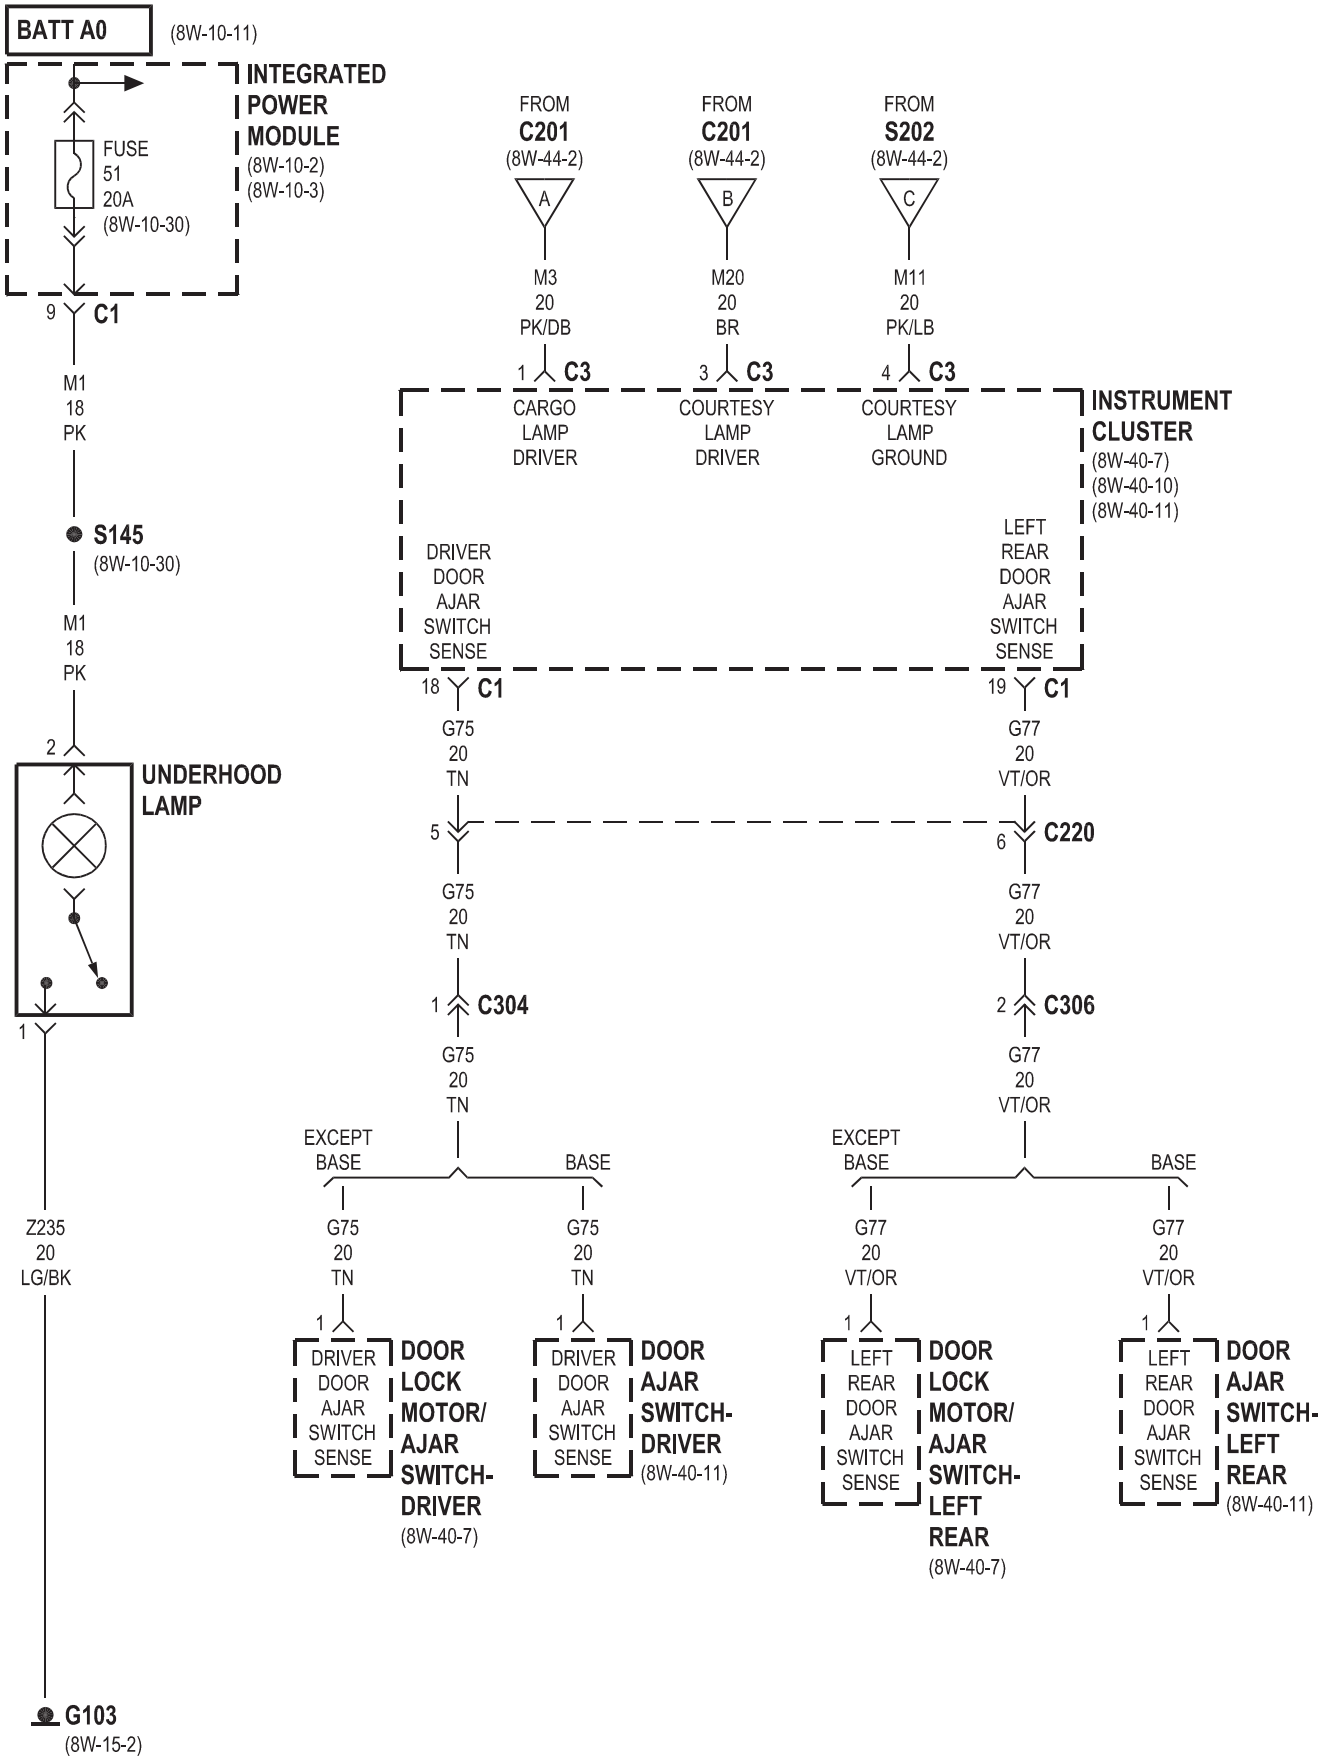 BATT A0
(8W-10-11)
INTEGRATED
POWER
MODULE
(8W-10-2)
(8W-10-3)
FUSE
51
20A
(8W-10-30)
9
C1
M1
18
PK
S145
(8W-10-30)
M1
18
PK
2
UNDERHOOD
LAMP
1
Z235
20
LG/BK
G103
(8W-15-2)
FROM
C201
(8W-44-2)
A
M3
20
PK/DB
1
C3
FROM
C201
(8W-44-2)
B
M20
20
BR
3
C3
FROM
S202
(8W-44-2)
C
M11
20
PK/LB
4
C3
CARGO
LAMP
DRIVER
COURTESY
LAMP
DRIVER
COURTESY
LAMP
GROUND
INSTRUMENT
CLUSTER
(8W-40-7)
(8W-40-10)
(8W-40-11)
DRIVER
DOOR
AJAR
SWITCH
SENSE
LEFT
REAR
DOOR
AJAR
SWITCH
SENSE
18
C1
G75
20
TN
5
G75
20
TN
1
C304
G75
20
TN
19
C1
G77
20
VT/OR
6
C220
G77
20
VT/OR
2
C306
G77
20
VT/OR
EXCEPT
BASE
BASE
G75
20
TN
1
DRIVER
DOOR
AJAR
SWITCH
SENSE
DOOR
LOCK
MOTOR/
AJAR
SWITCH-
DRIVER
(8W-40-7)
G75
20
TN
1
DRIVER
DOOR
AJAR
SWITCH
SENSE
DOOR
AJAR
SWITCH-
DRIVER
(8W-40-11)
EXCEPT
BASE
BASE
G77
20
VT/OR
1
LEFT
REAR
DOOR
AJAR
SWITCH
SENSE
DOOR
LOCK
MOTOR/
AJAR
SWITCH-
LEFT
REAR
(8W-40-7)
G77
20
VT/OR
1
LEFT
REAR
DOOR
AJAR
SWITCH
SENSE
DOOR
AJAR
SWITCH-
LEFT
REAR
(8W-40-11)